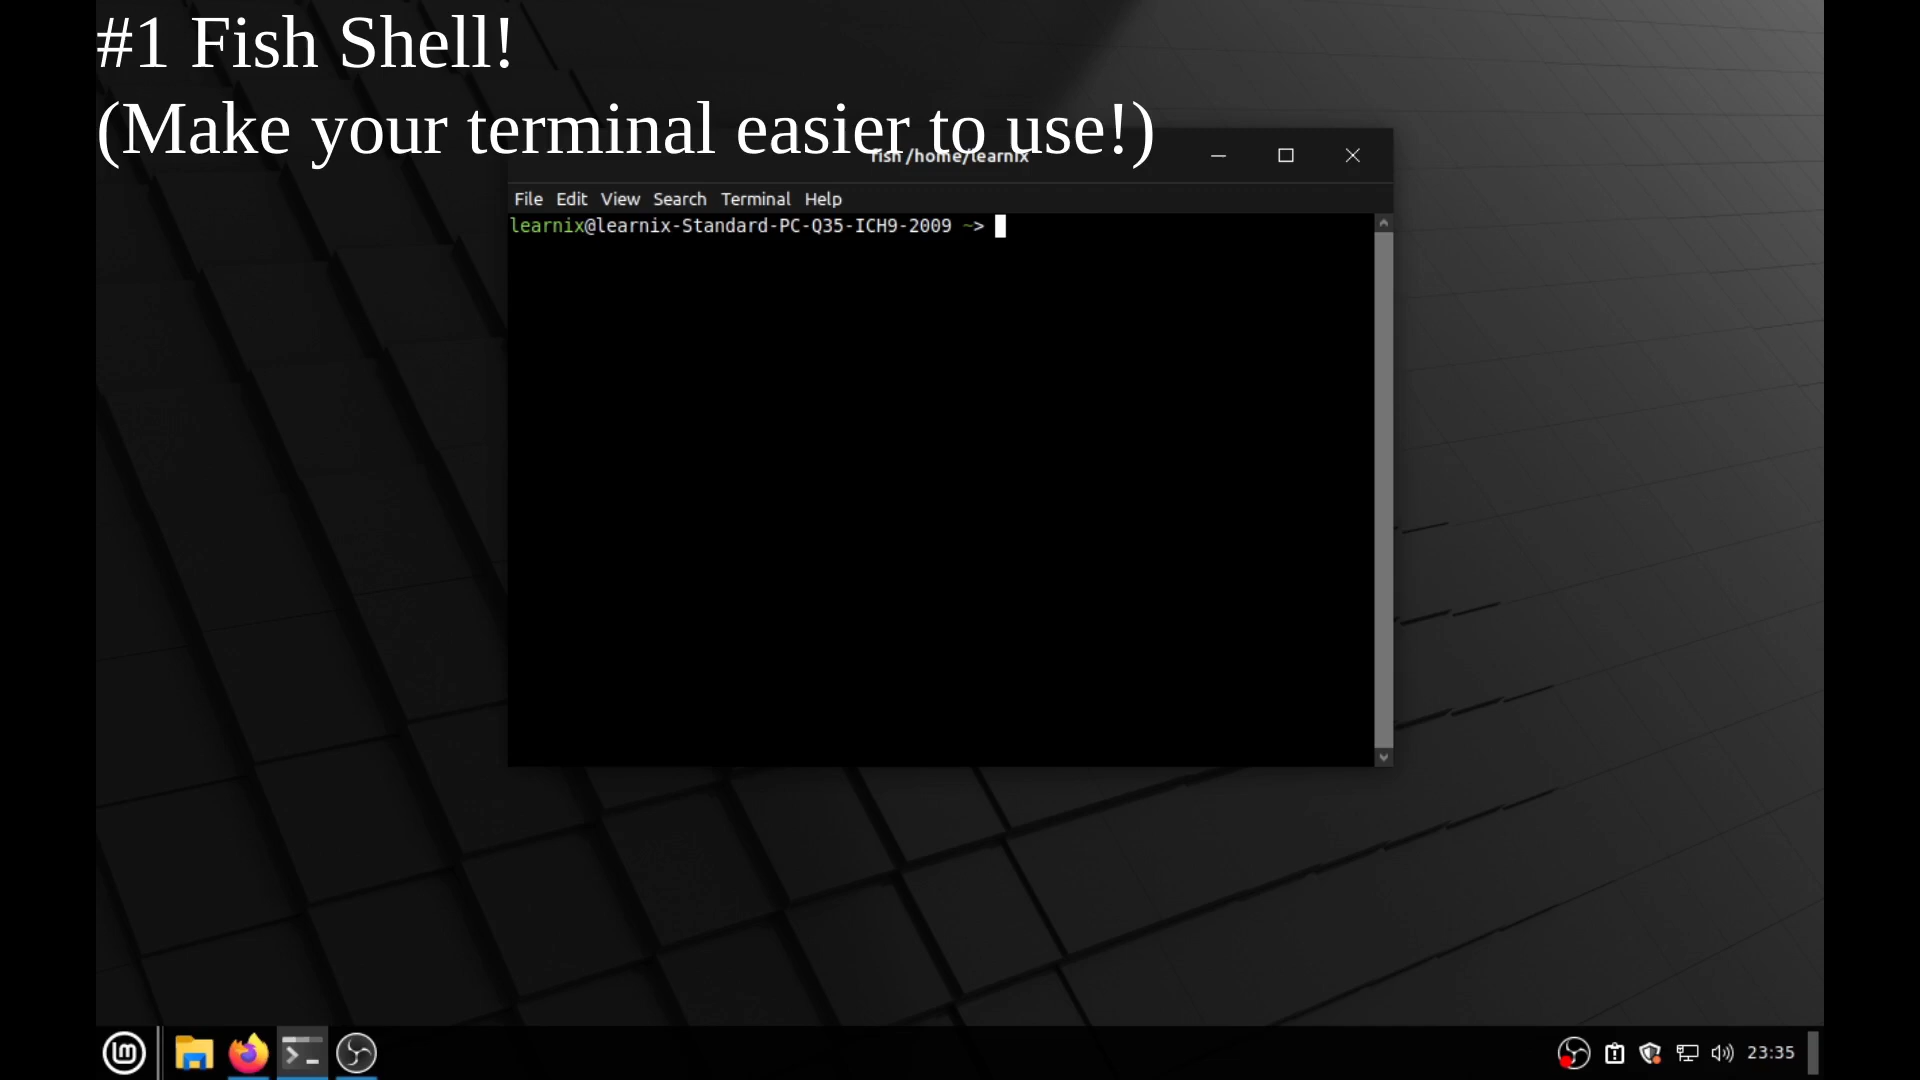 #1 Fish Shell!
(Make your terminal easier to use!)
fish /home/learnix
File Edit View Search Terminal Help
learnix@learnix-Standard-PC-Q35-ICH9-2009 ~>
23:35